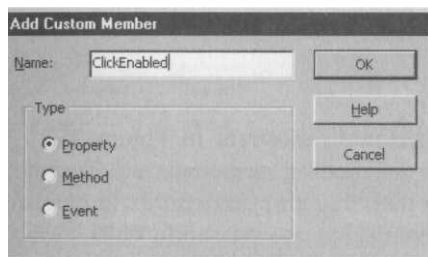 Add Custom Member
Name: ClickEnabled OK
Type Help
Property Cancel
Method
Event